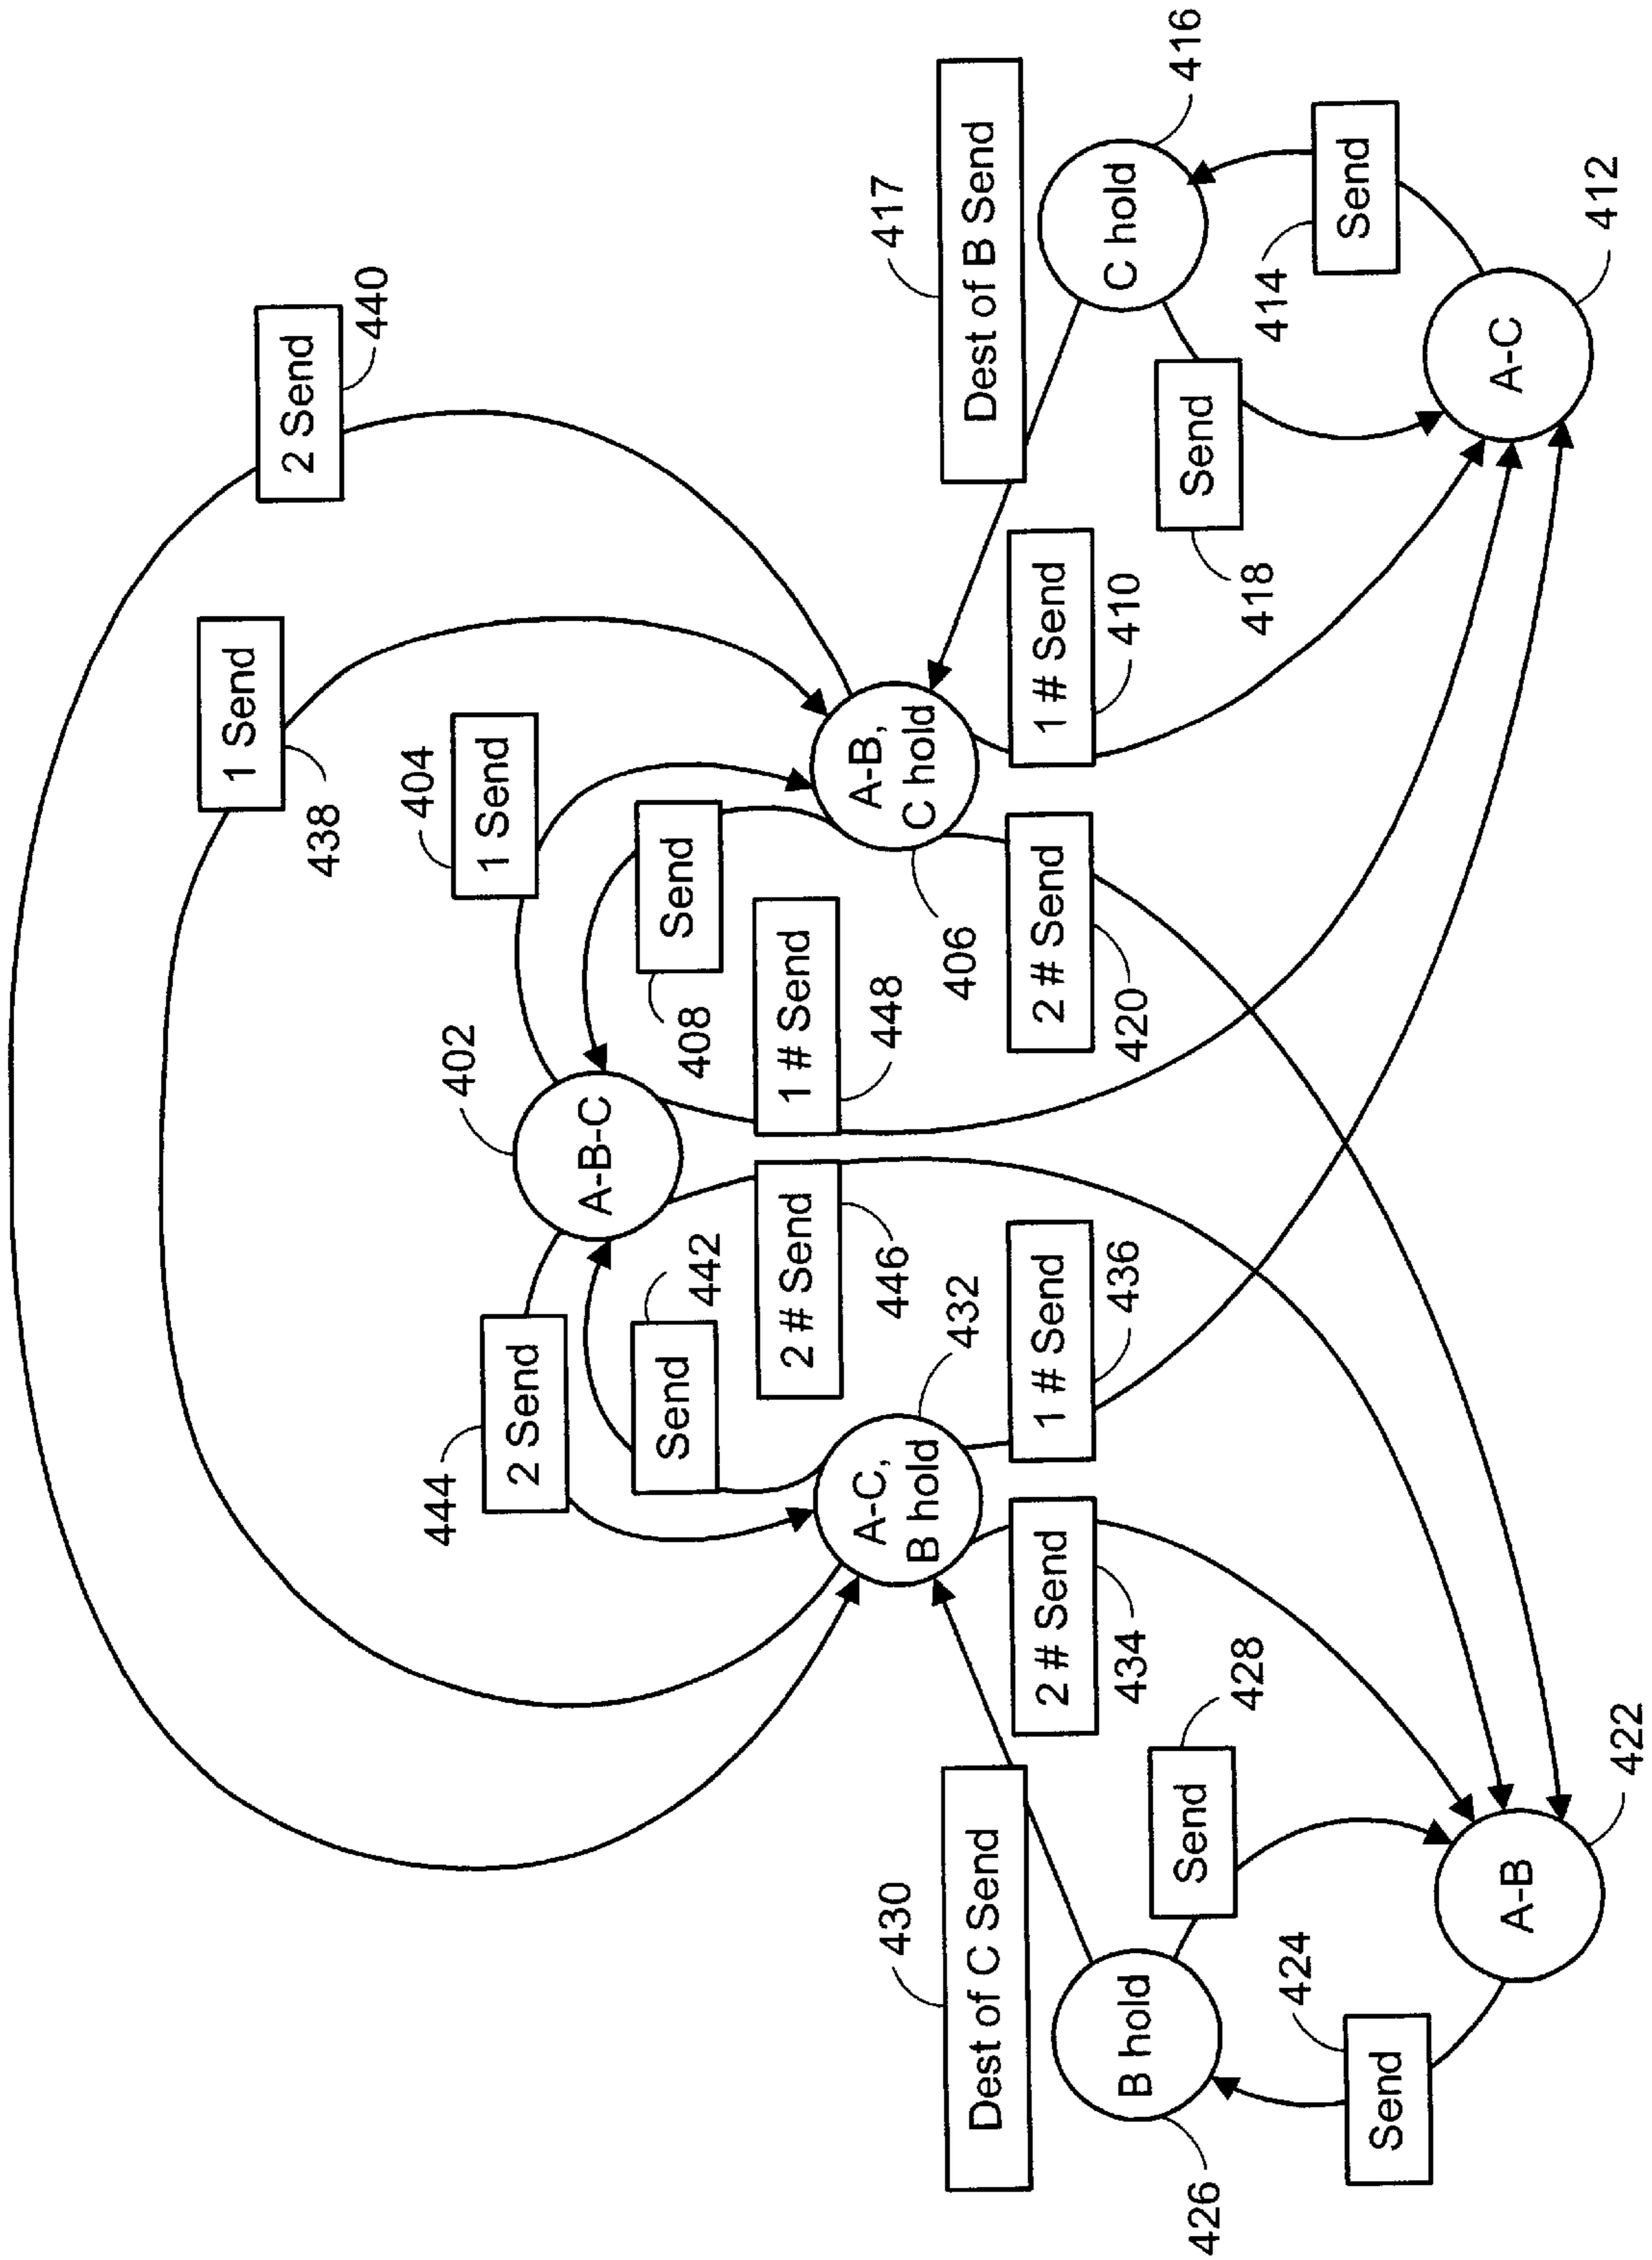 2 Send
440
1 Send
438
404
1 Send
402
444
2 Send
A-B-C
Send
408
442
Send
2 # Send
446
1 # Send
448
A-C,
B hold
432
A-B,
C hold
406
430
Dest of C Send
2 # Send
434
1 # Send
436
2 # Send
420
1 # Send
410
417
Dest of B Send
B hold
426
Send
428
Send
418
C hold
416
424
Send
414
Send
A-B
422
A-C
412